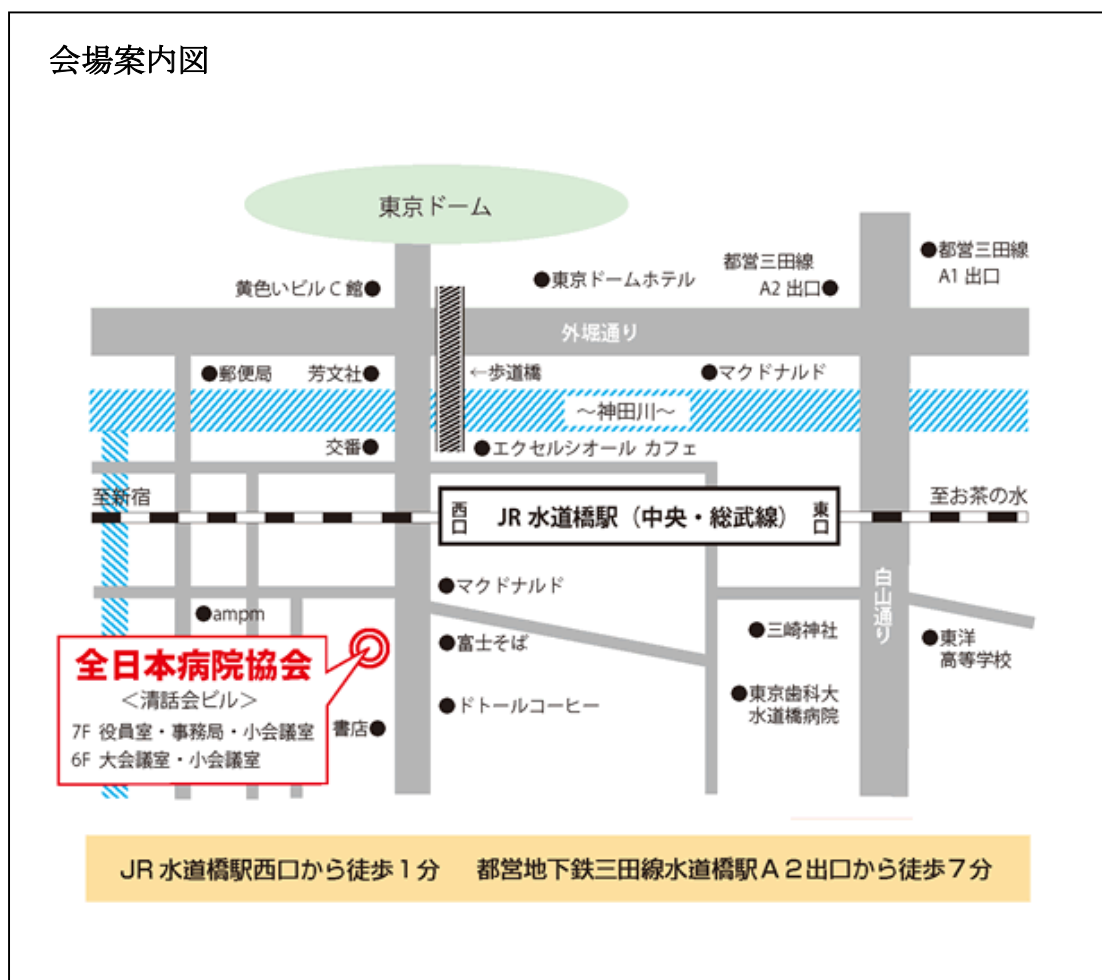 会場案内図
東京ドーム
黄色いビル C 館
東京ドームホテル
都営三田線
A2 出口
都営三田線
A1 出口
外堀通り
郵便局
芳文社
←歩道橋
マクドナルド
～神田川～
交番
エクセルシオール カフェ
至新宿
西口
JR 水道橋駅（中央・総武線）
東口
至お茶の水
マクドナルド
白山通り
ampm
富士そば
三崎神社
東洋
高等学校
全日本病院協会
＜清話会ビル＞
7F 役員室・事務局・小会議室
6F 大会議室・小会議室
書店
ドトールコーヒー
東京歯科大
水道橋病院
JR 水道橋駅西口から徒歩１分　都営地下鉄三田線水道橋駅Ａ２出口から徒歩７分